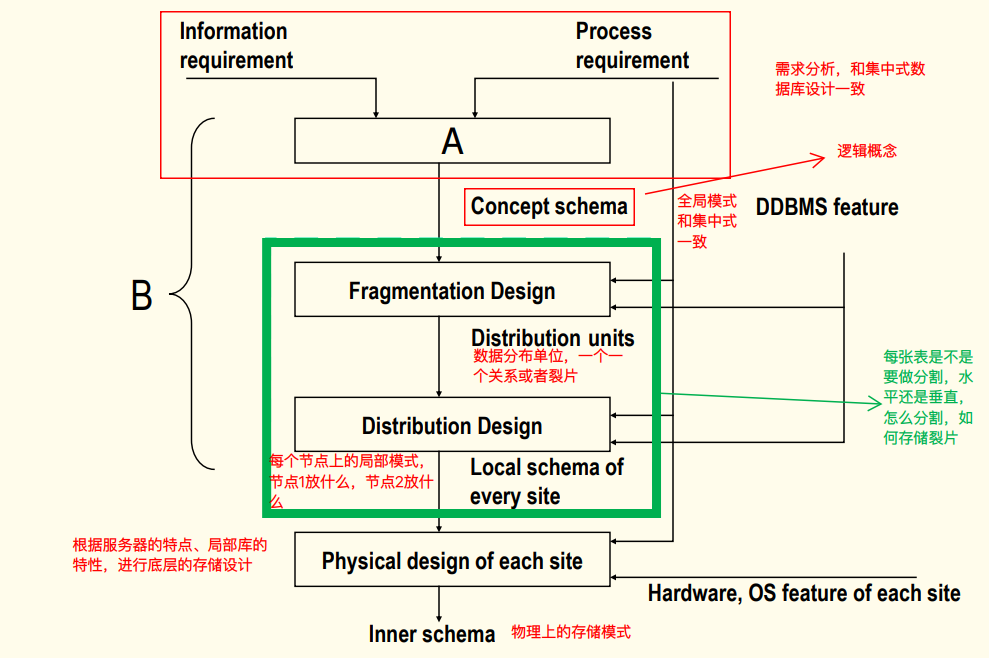 Information
requirement
Process
requirement
需求分析，和集中式数
据库设计一致
A
逻辑概念
Concept schema
全局模式
和集中式
一致
DDBMS feature
B
Fragmentation Design
Distribution units
数据分布单位，一个一
个关系或者裂片
每张表是不是
要做分割，水
平还是垂直，
怎么分割，如
何存储裂片
Distribution Design
每个节点上的局部模式，
节点1放什么，节点2放什
么
Local schema of
every site
根据服务器的特点、局部库的
特性，进行底层的存储设计
Physical design of each site
Hardware, OS feature of each site
Inner schema
物理上的存储模式